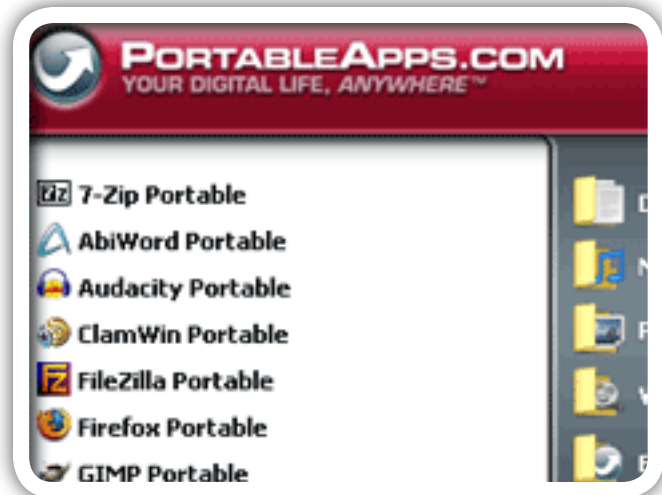 PORTABLEAPPS.COM
YOUR DIGITAL LIFE, ANYWHERE™
7-Zip Portable
AbiWord Portable
Audacity Portable
ClamWin Portable
FileZilla Portable
Firefox Portable
GIMP Portable